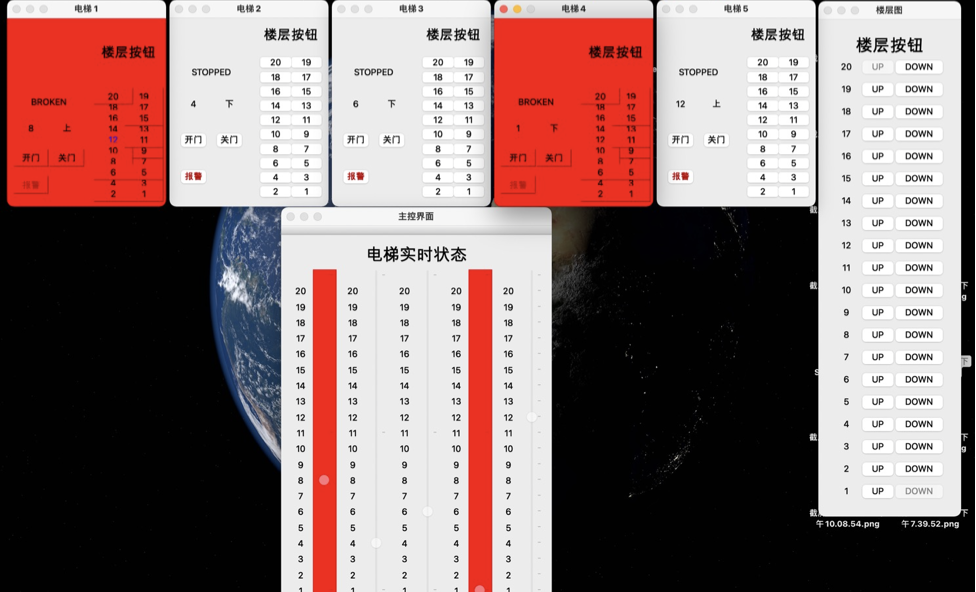 电梯 1
楼层按钮
BROKEN
8 上
开门 关门
报警
20 19
18 17
16 15
14 13
12 11
10 9
8 7
6 5
4 3
2 1
电梯 2
楼层按钮
STOPPED
4 下
开门 关门
报警
20 19
18 17
16 15
14 13
12 11
10 9
8 7
6 5
4 3
2 1
电梯 3
楼层按钮
STOPPED
6 下
开门 关门
报警
20 19
18 17
16 15
14 13
12 11
10 9
8 7
6 5
4 3
2 1
电梯 4
楼层按钮
BROKEN
1 下
开门 关门
报警
20 19
18 17
16 15
14 13
12 11
10 9
8 7
6 5
4 3
2 1
电梯 5
楼层按钮
STOPPED
12 上
开门 关门
报警
20 19
18 17
16 15
14 13
12 11
10 9
8 7
6 5
4 3
2 1
楼层图
楼层按钮
20 UP DOWN
19 UP DOWN
18 UP DOWN
17 UP DOWN
16 UP DOWN
15 UP DOWN
14 UP DOWN
13 UP DOWN
12 UP DOWN
11 UP DOWN
10 UP DOWN
9 UP DOWN
8 UP DOWN
7 UP DOWN
6 UP DOWN
5 UP DOWN
4 UP DOWN
3 UP DOWN
2 UP DOWN
1 UP DOWN
主控界面
电梯实时状态
20 20 20 20 20
19 19 19 19 19
18 18 18 18 18
17 17 17 17 17
16 16 16 16 16
15 15 15 15 15
14 14 14 14 14
13 13 13 13 13
12 12 12 12 12
11 11 11 11 11
10 10 10 10 10
9 9 9 9 9
8 8 8 8 8
7 7 7 7 7
6 6 6 6 6
5 5 5 5 5
4 4 4 4 4
3 3 3 3 3
2 2 2 2 2
1 1 1 1 1
午10.08.54.png 午7.39.52.png